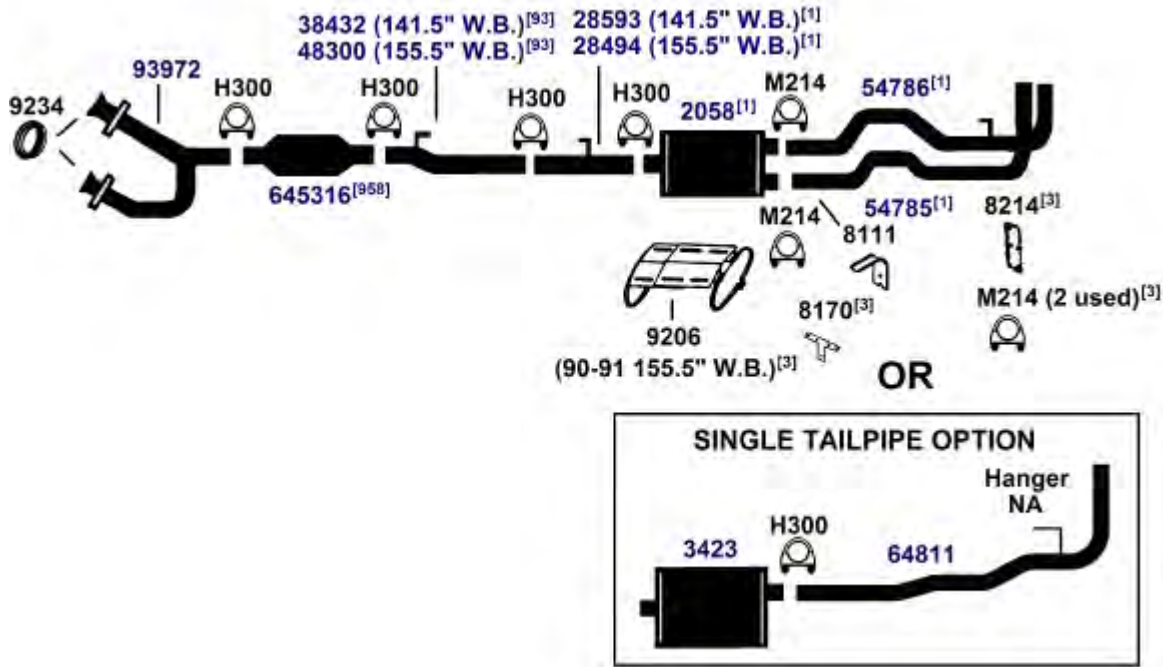 38432 (141.5" W.B.)[93] 28593 (141.5" W.B.)[1]
48300 (155.5" W.B.)[93] 28494 (155.5" W.B.)[1]
93972
9234
H300
H300
H300
H300
2058[1]
M214
54786[1]
645316[958]
M214
54785[1]
8111
8214[3]
9206
(90-91 155.5" W.B.)[3]
8170[3]
M214 (2 used)[3]
OR
SINGLE TAILPIPE OPTION
Hanger
NA
H300
3423
64811